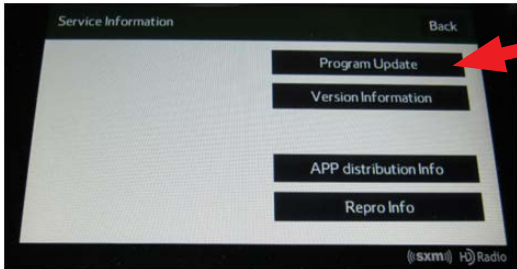 Service Information
Back
Program Update
Version Information
APP distribution Info
Repro Info
((sxm)) HD Radio